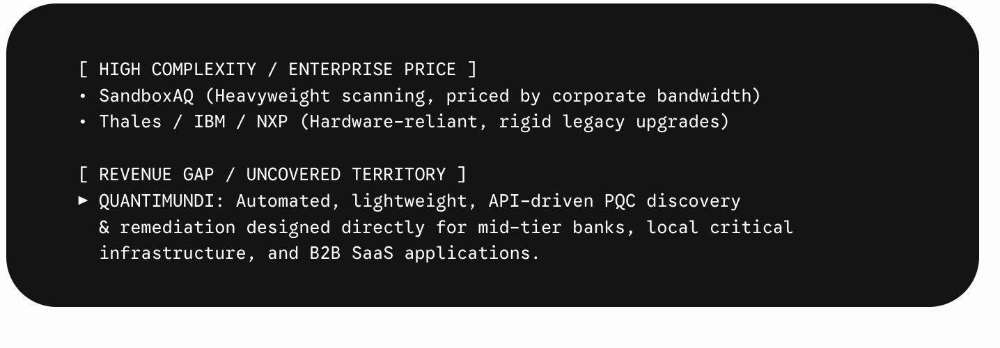 [ HIGH COMPLEXITY / ENTERPRISE PRICE ]
• SandboxAQ (Heavyweight scanning, priced by corporate bandwidth)
• Thales / IBM / NXP (Hardware-reliant, rigid legacy upgrades)
[ REVENUE GAP / UNCOVERED TERRITORY ]
► QUANTIMUNDI: Automated, lightweight, API-driven PQC discovery
& remediation designed directly for mid-tier banks, local critical
infrastructure, and B2B SaaS applications.